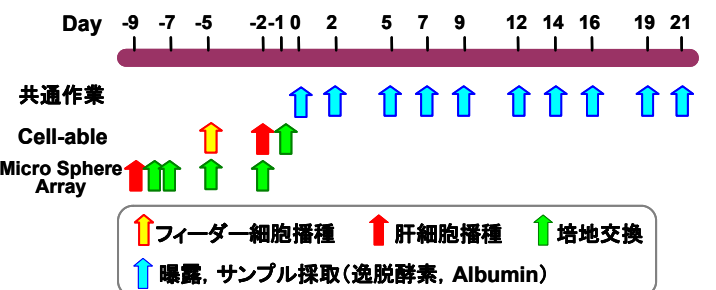 Day -9 -7 -5 -2 -1 0 2 5 7 9 12 14 16 19 21
共通作業
Cell-able
Micro Sphere
Array
フィーダー細胞播種 肝細胞播種 培地交換
曝露, サンプル採取（逸脱酵素, Albumin）